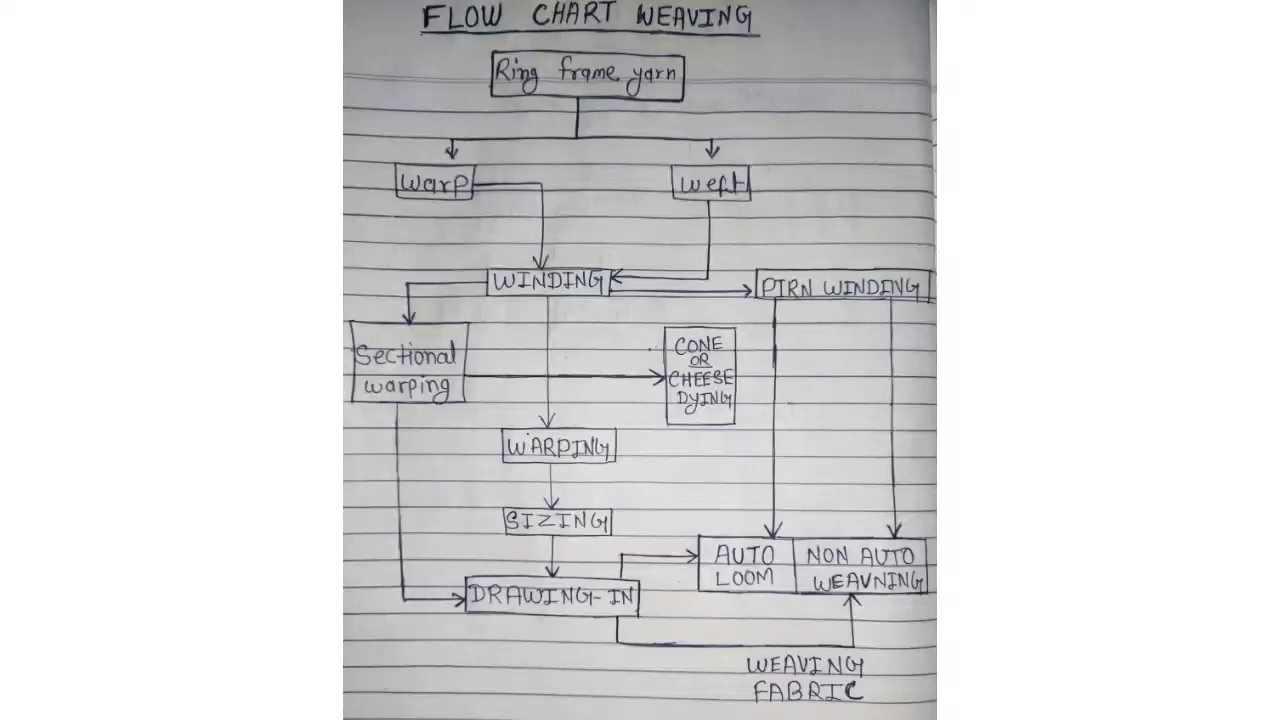 FLOW CHART WEAVING
Ring frame yarn
warp
weft
WINDING
PIRN WINDING
Sectional
warping
CONE
OR
CHEESE
DYING
WARPING
SIZING
AUTO
LOOM
NON AUTO
WEAVNING
DRAWING-IN
WEAVING
FABRIC